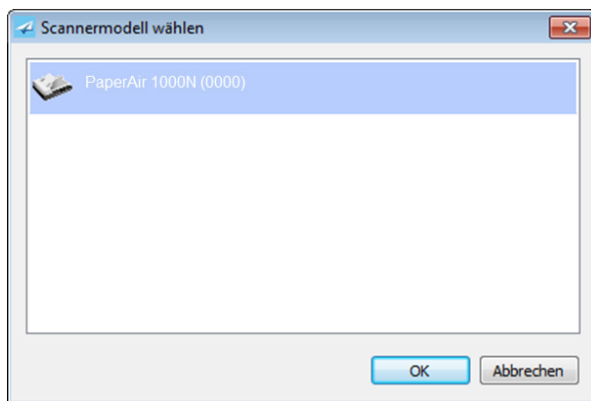 Scannermodell wählen
PaperAir 1000N (0000)
OK
Abbrechen